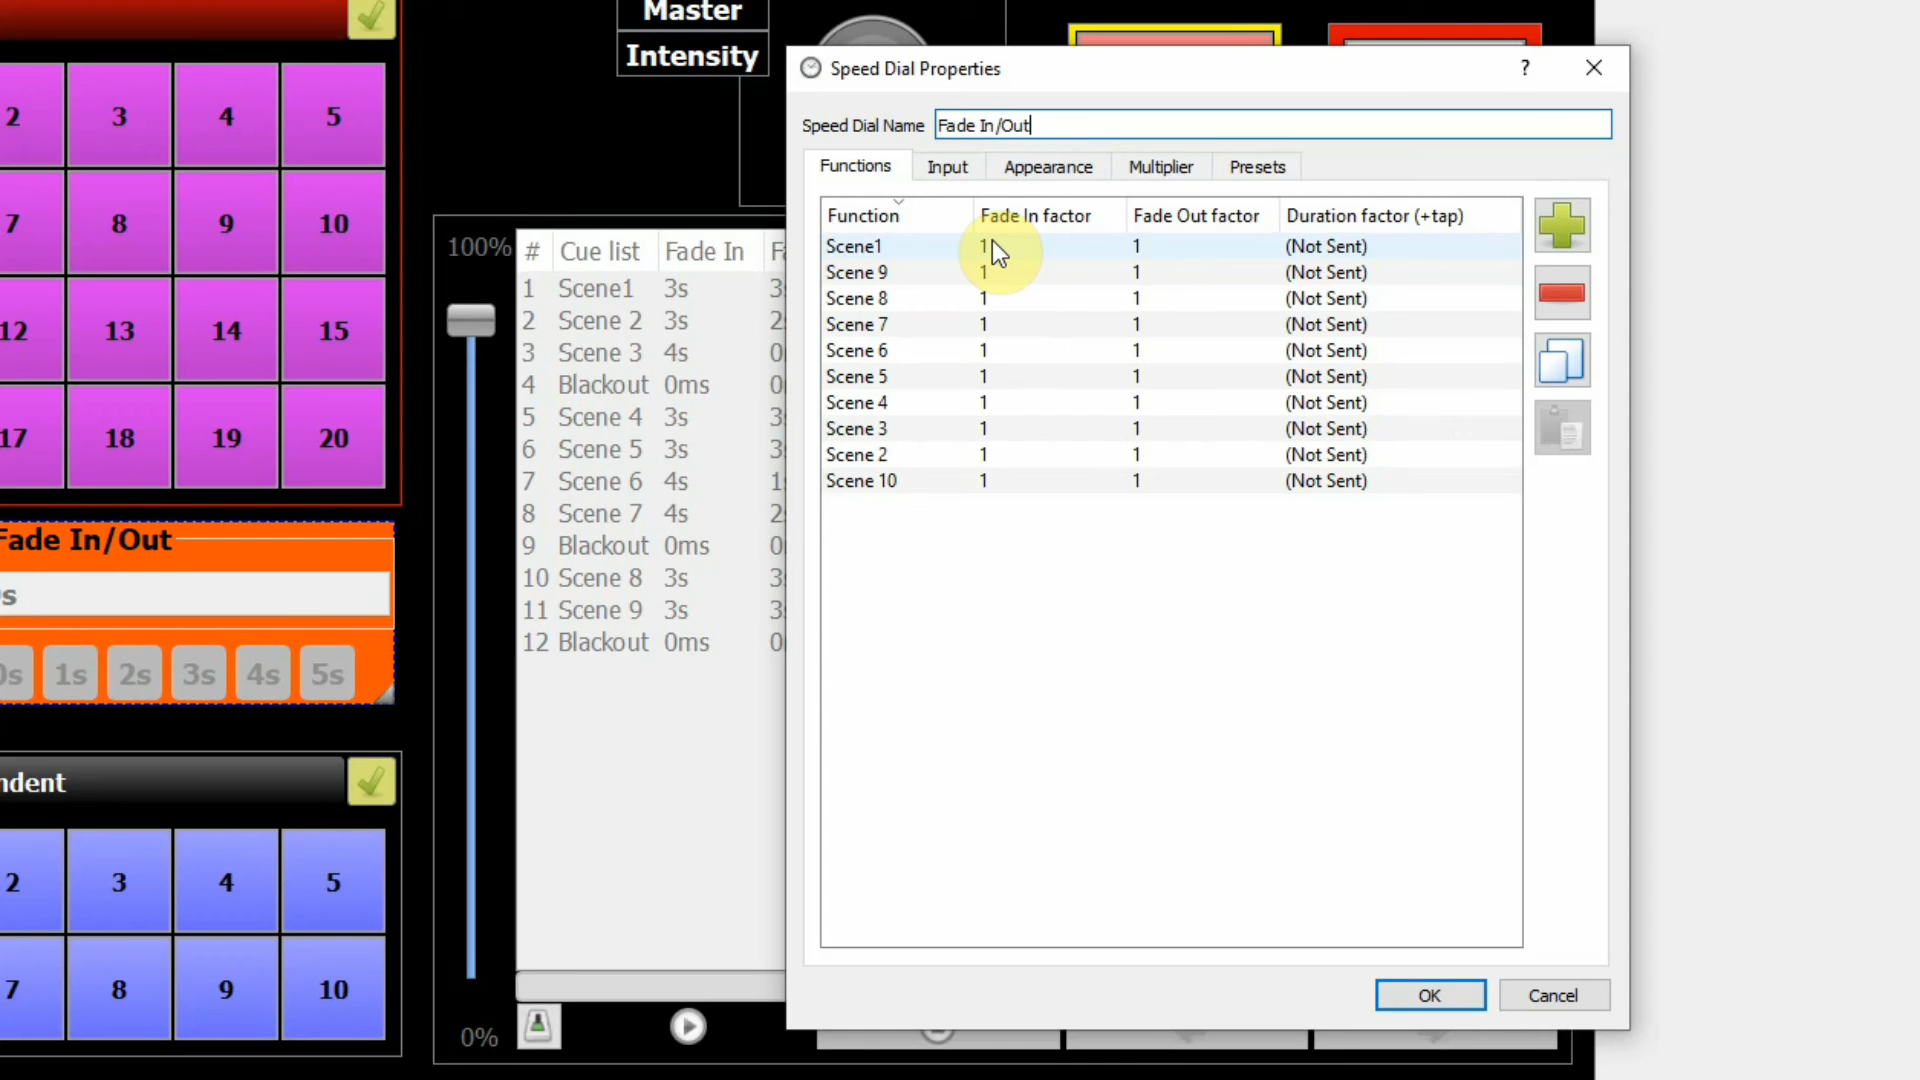 Master
Intensity
2 3 4 5
7 8 9 10
12 13 14 15
17 18 19 20
Fade In/Out
s
1s 2s 3s 4s 5s
ndent
2 3 4 5
7 8 9 10
100%
0%
# Cue list Fade In
1 Scene1 3s
2 Scene 2 3s
3 Scene 3 4s
4 Blackout 0ms
5 Scene 4 3s
6 Scene 5 3s
7 Scene 6 4s
8 Scene 7 4s
9 Blackout 0ms
10 Scene 8 3s
11 Scene 9 3s
12 Blackout 0ms
Speed Dial Properties ?
Speed Dial Name Fade In/Out
Functions Input Appearance Multiplier Presets
Function Fade In factor Fade Out factor Duration factor (+tap)
Scene1 1 1 (Not Sent)
Scene 9 1 1 (Not Sent)
Scene 8 1 1 (Not Sent)
Scene 7 1 1 (Not Sent)
Scene 6 1 1 (Not Sent)
Scene 5 1 1 (Not Sent)
Scene 4 1 1 (Not Sent)
Scene 3 1 1 (Not Sent)
Scene 2 1 1 (Not Sent)
Scene 10 1 1 (Not Sent)
OK Cancel